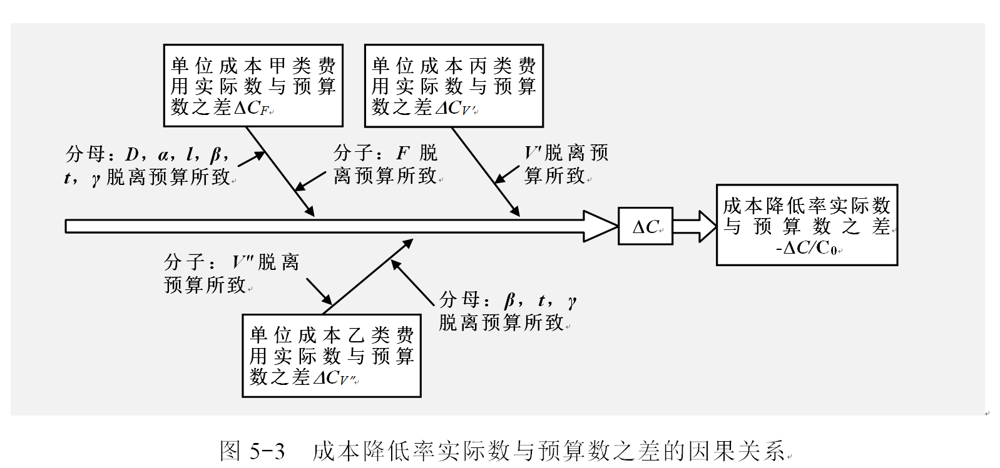 单位成本甲类费
用实际数与预算
数之差ΔCF
单位成本丙类费
用实际数与预算
数之差ΔCV′
分母：D，α，l，β，
t，γ脱离预算所致
分子：F 脱
离预算所致
V′脱离预
算所致
ΔC
成本降低率实际数
与预算数之差
-ΔC/C0
分子：V″脱离
预算所致
分母：β，t，γ
脱离预算所致
单位成本乙类费
用实际数与预算
数之差ΔCV″
图 5-3 成本降低率实际数与预算数之差的因果关系